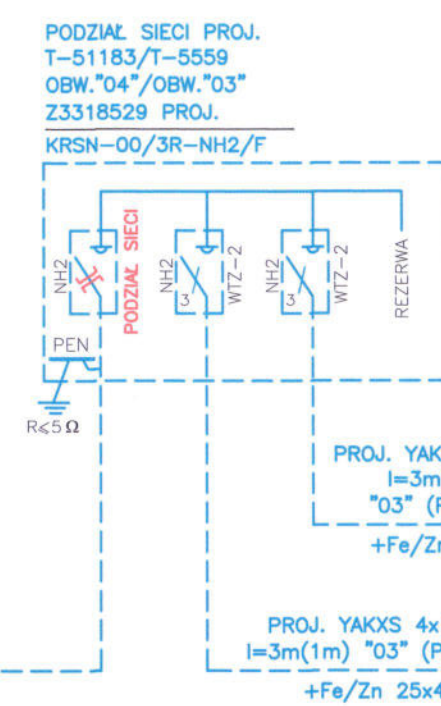 PODZIAŁ SIECI PROJ.
T-51183/T-5559
OBW."04"/OBW."03"
Z3318529 PROJ.
KRSN-00/3R-NH2/F
NH2
PODZIAŁ SIECI
NH2
3
WTZ-2
NH2
3
WTZ-2
REZERWA
PEN
R⩽5 Ω
PROJ. YAK
l=3m
"03" (P
+Fe/Zn
PROJ. YAKXS 4x
l=3m(1m) "03" (P
+Fe/Zn 25x4